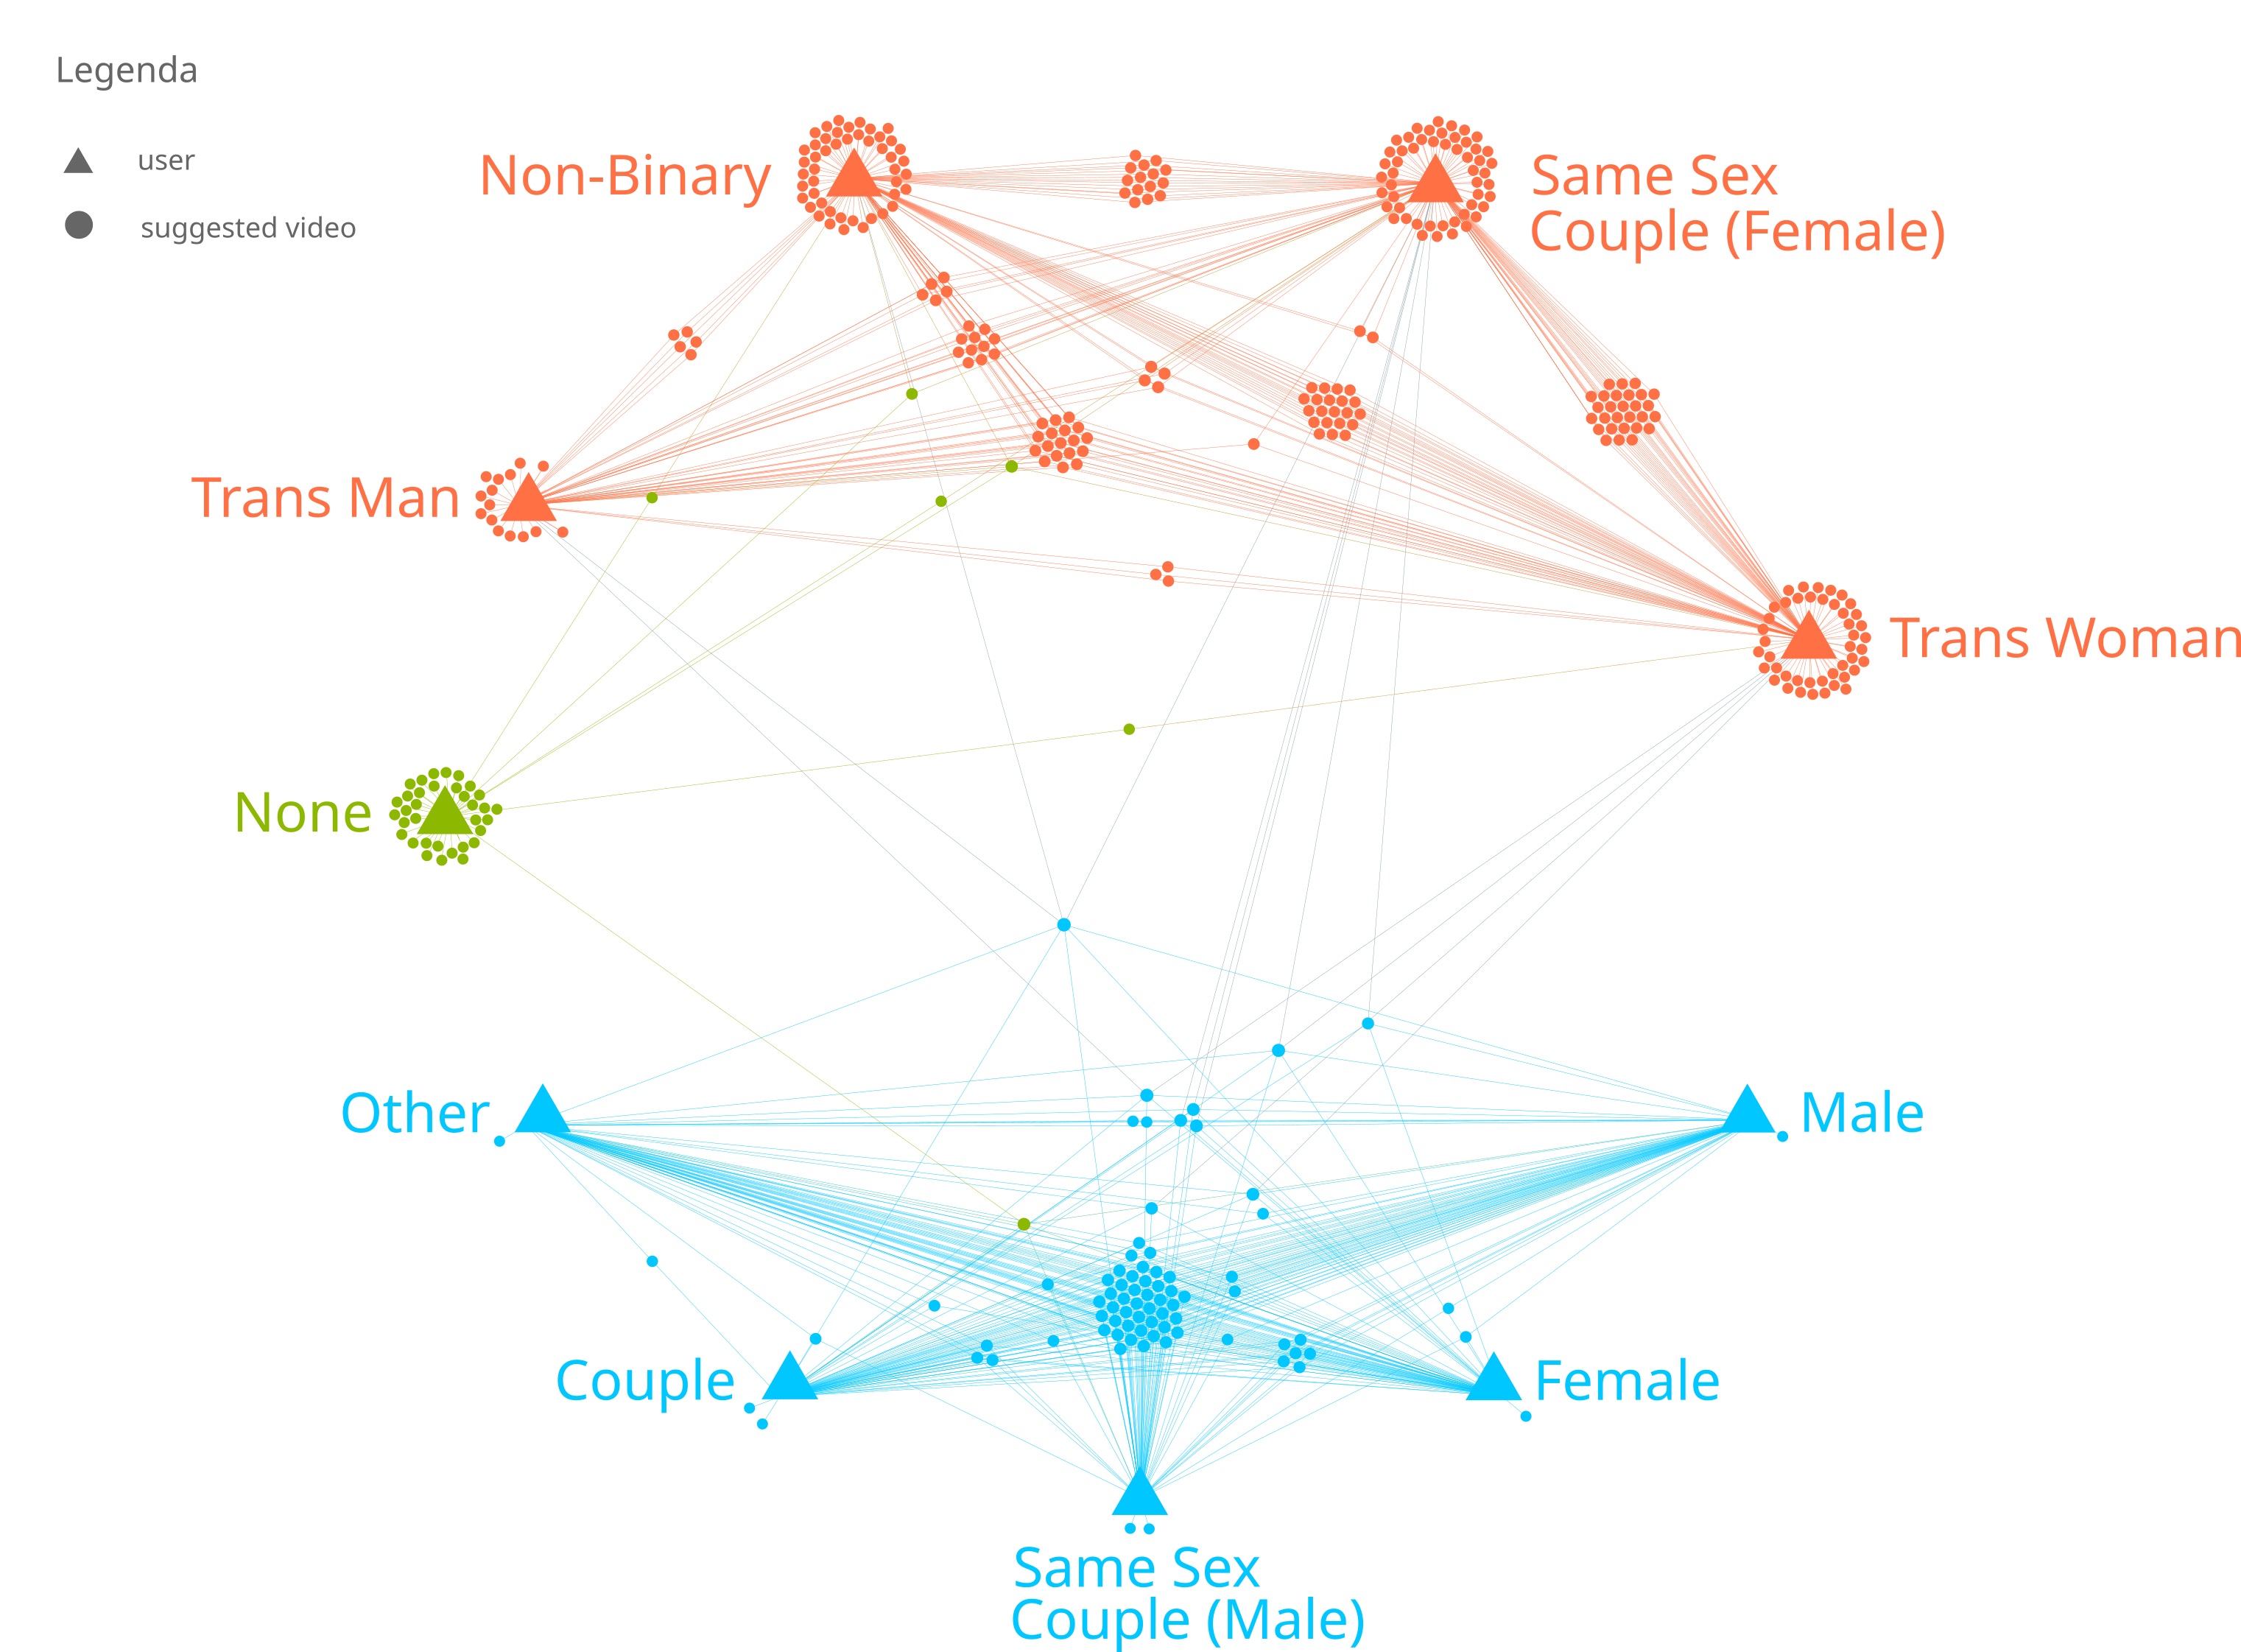 Legenda
user
suggested video
Non-Binary
Same Sex
Couple (Female)
Trans Man
Trans Woman
None
Other
Male
Couple
Female
Same Sex
Couple (Male)